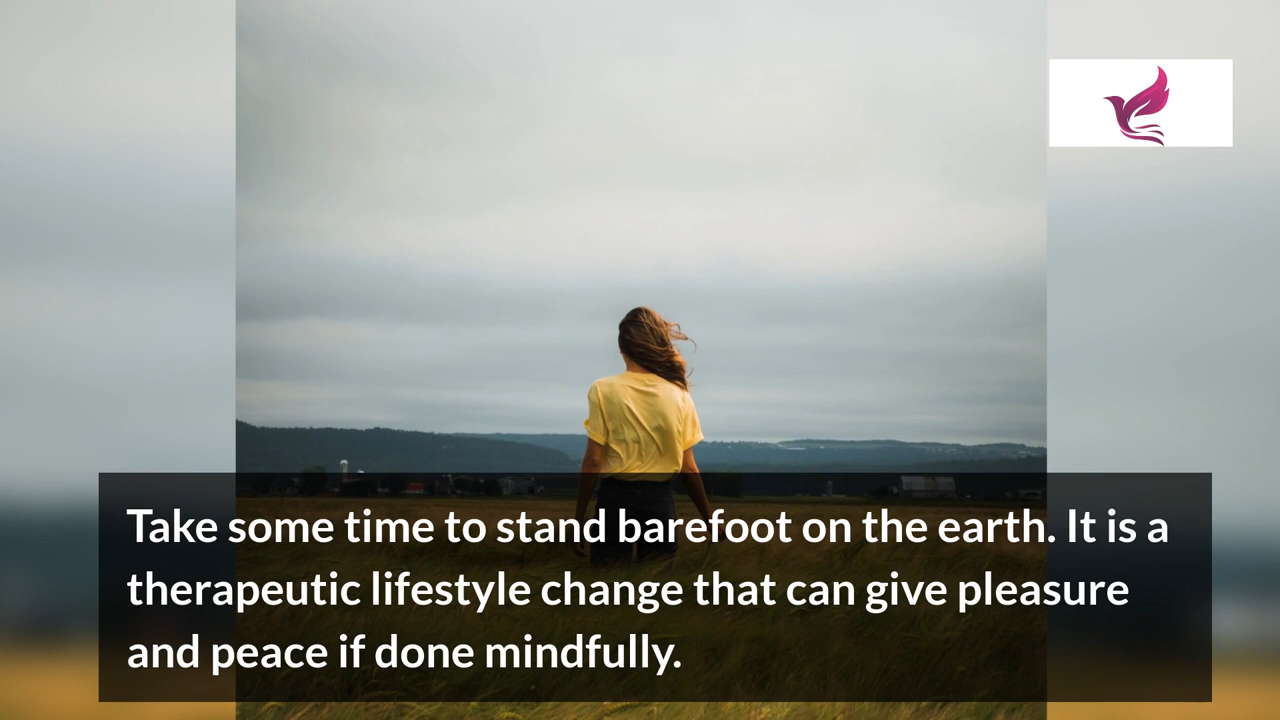 Take some time to stand barefoot on the earth. It is a
therapeutic lifestyle change that can give pleasure
and peace if done mindfully.